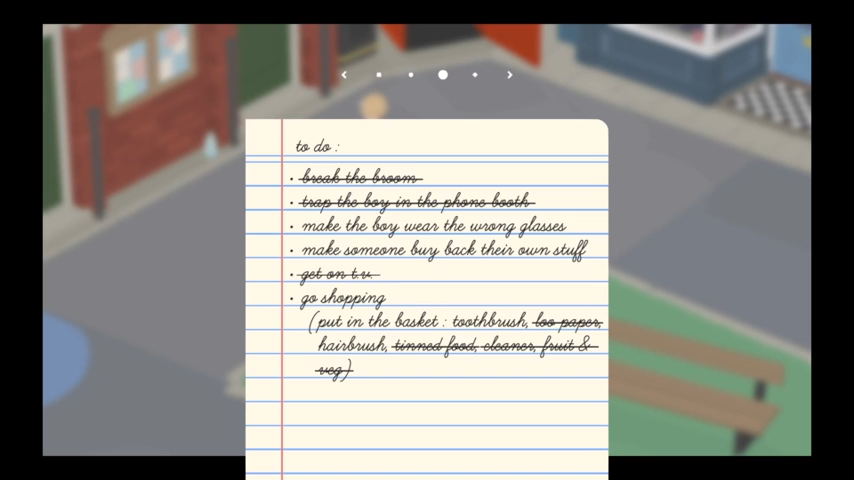 to do :
• break the broom
• trap the boy in the phone booth
• make the boy wear the wrong glasses
• make someone buy back their own stuff
• get on t.v.
• go shopping
(put in the basket : toothbrush, loo paper,
hairbrush, tinned food, cleaner, fruit &
veg)